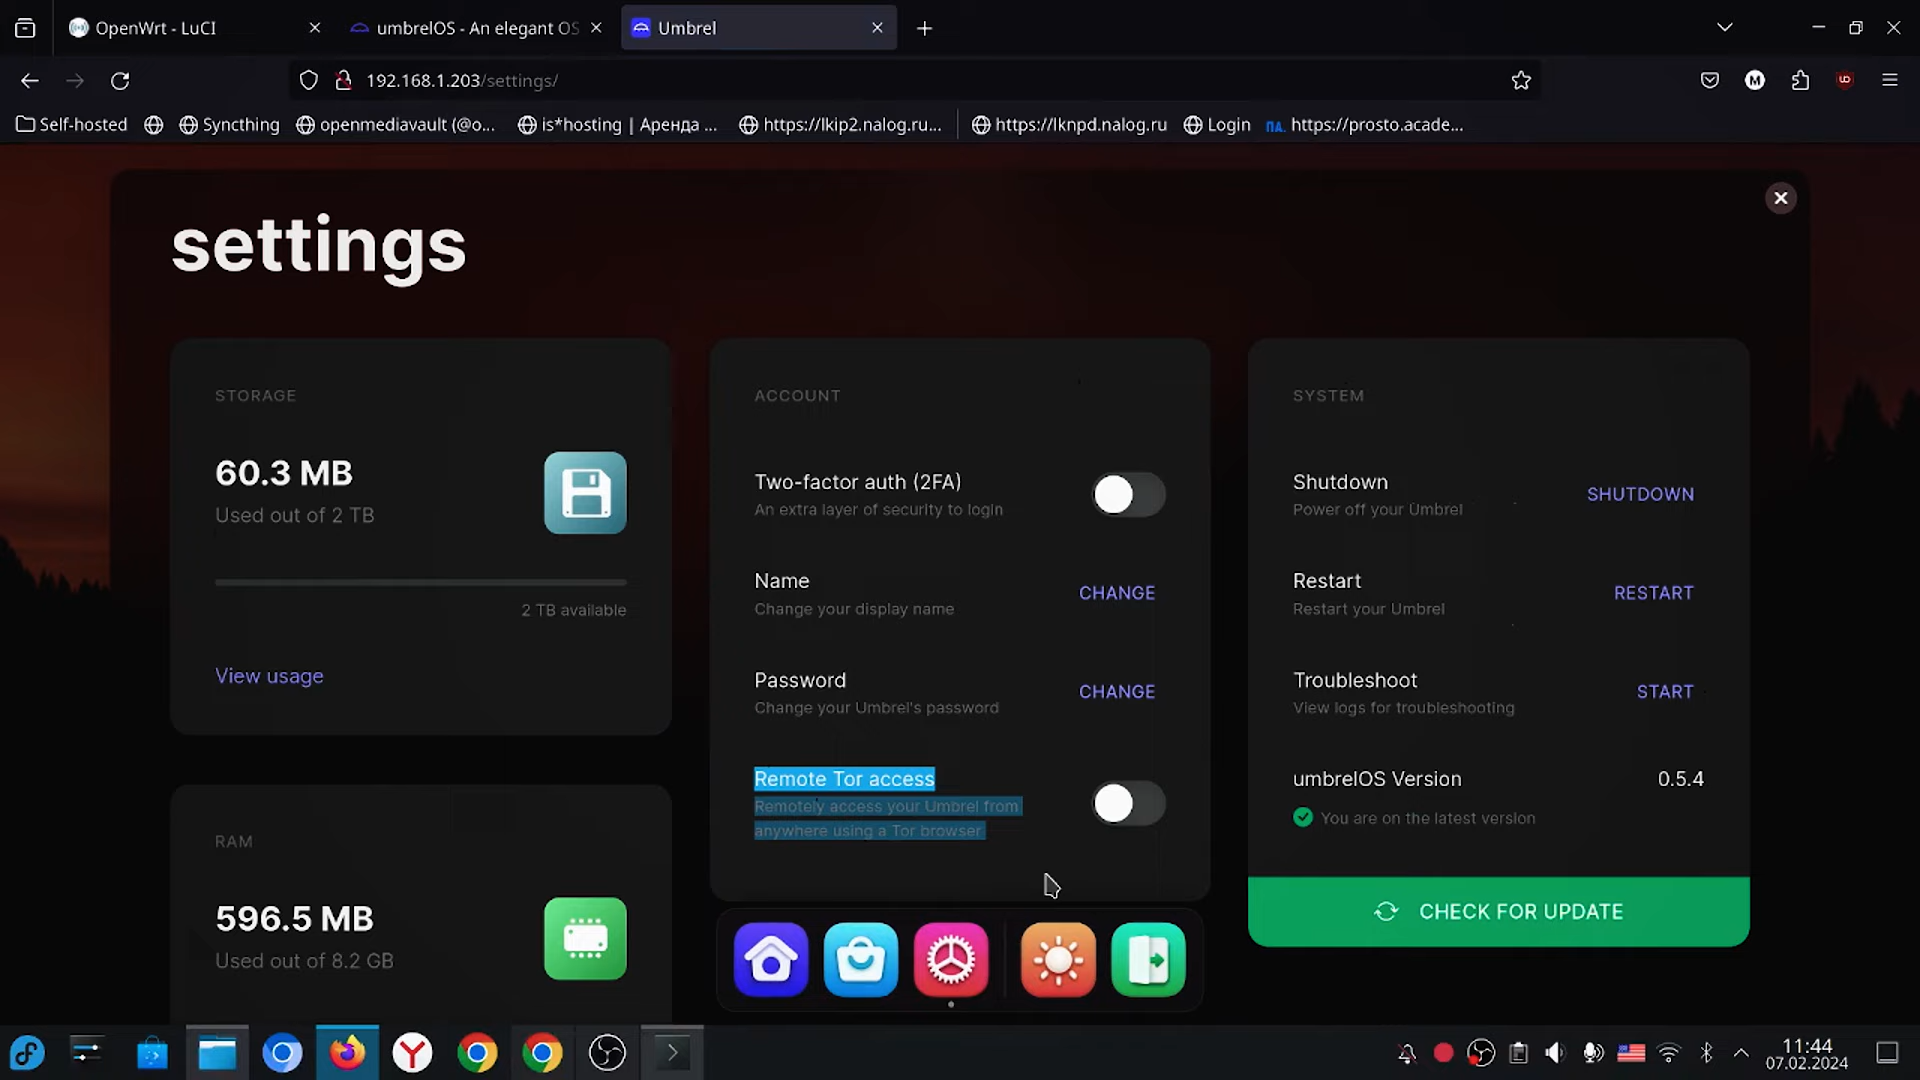 OpenWrt - LuCI
umbrelOS - An elegant OS
Umbrel
192.168.1.203/settings/
M
Self-hosted
Syncthing
openmediavault (@o...
is*hosting | Аренда ...
https://lkip2.nalog.ru...
https://lknpd.nalog.ru
Login
ПА.
https://prosto.acade...
settings
STORAGE
60.3 MB
Used out of 2 TB
2 TB available
View usage
RAM
596.5 MB
Used out of 8.2 GB
ACCOUNT
Two-factor auth (2FA)
An extra layer of security to login
Name
Change your display name
CHANGE
Password
Change your Umbrel's password
CHANGE
Remote Tor access
Remotely access your Umbrel from
anywhere using a Tor browser
SYSTEM
Shutdown
Power off your Umbrel
SHUTDOWN
Restart
Restart your Umbrel
RESTART
Troubleshoot
View logs for troubleshooting
START
umbrelOS Version
0.5.4
You are on the latest version
CHECK FOR UPDATE
11:44
07.02.2024